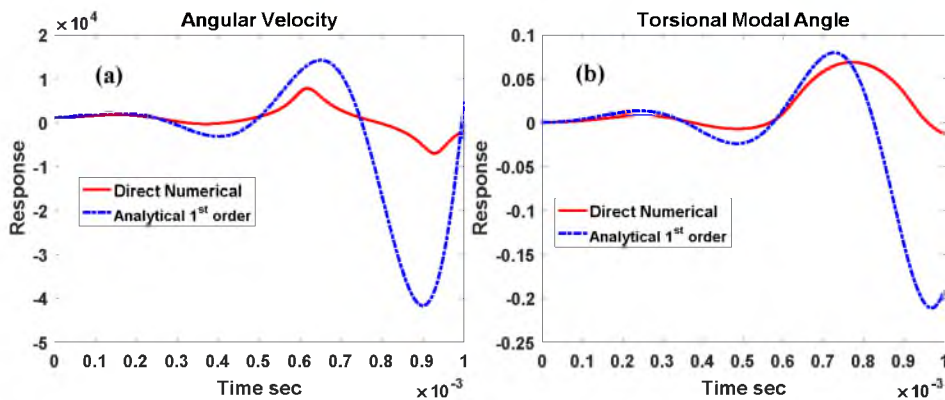 Angular Velocity
×10⁴
2
1
0
-1
-2
-3
-4
-5
Response
(a)
Direct Numerical
Analytical 1st order
0 0.1 0.2 0.3 0.4 0.5 0.6 0.7 0.8 0.9 1
Time sec
×10⁻³
Torsional Modal Angle
0.1
0.05
0
-0.05
-0.1
-0.15
-0.2
-0.25
Response
(b)
Direct Numerical
Analytical 1st order
0 0.1 0.2 0.3 0.4 0.5 0.6 0.7 0.8 0.9 1
Time sec
×10⁻³